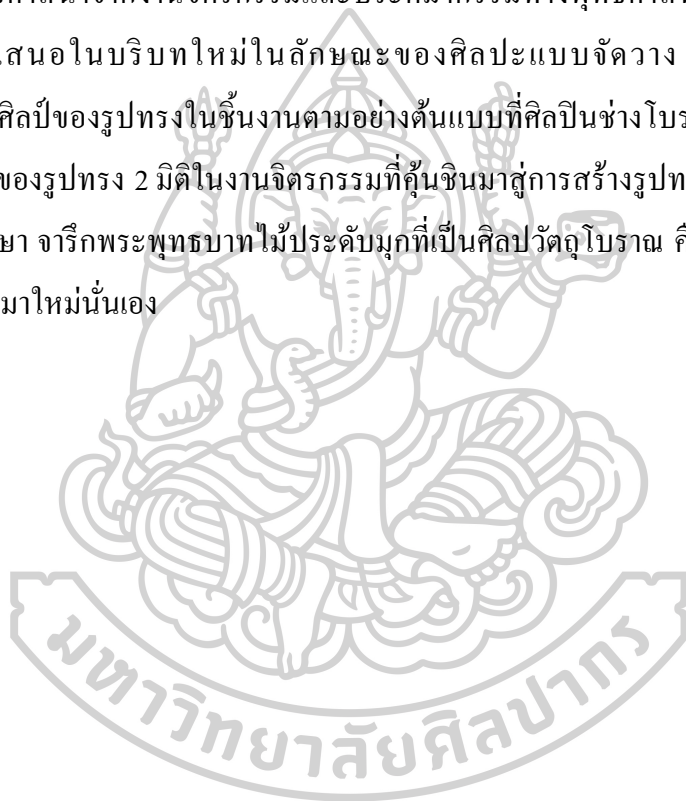 เสนอในบริบทใหม่ในลักษณะของศิลปะแบบจัดวาง
ศิลป์ของรูปทรงในชิ้นงานตามอย่างต้นแบบที่ศิลปินช่างโบร
ของรูปทรง 2 มิติในงานจิตรกรรมที่คุ้นชินมาสู่การสร้างรูปท
ษา จารึกพระพุทธบาทไม้ประดับมุกที่เป็นศิลปวัตถุโบราณ คื
มาใหม่นั่นเอง
มหาวิทยาลัยศิลปากร